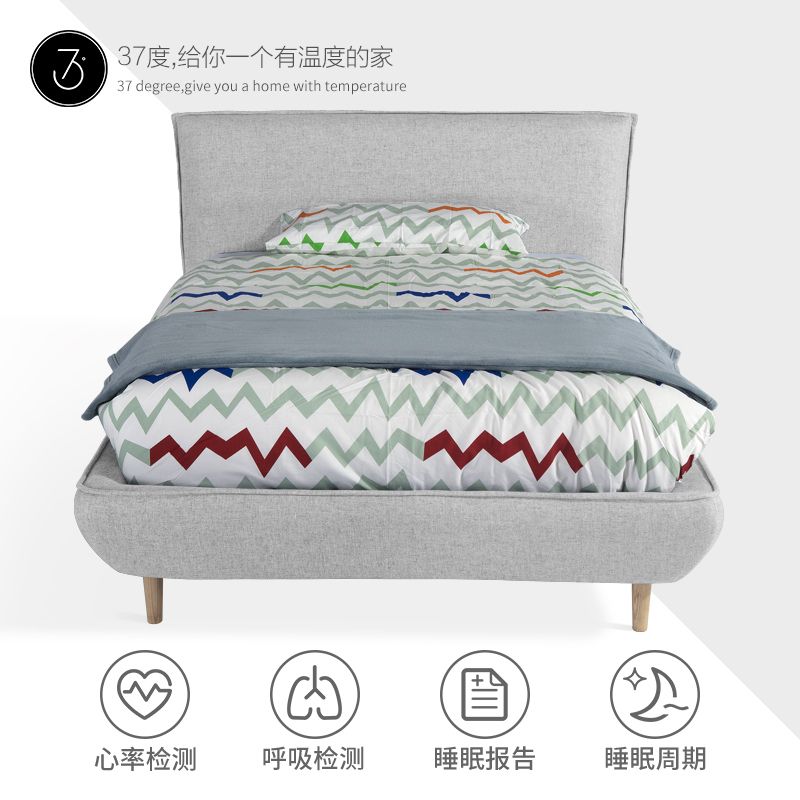 37度,给你一个有温度的家
37 degree,give you a home with temperature
心率检测
呼吸检测
睡眠报告
睡眠周期